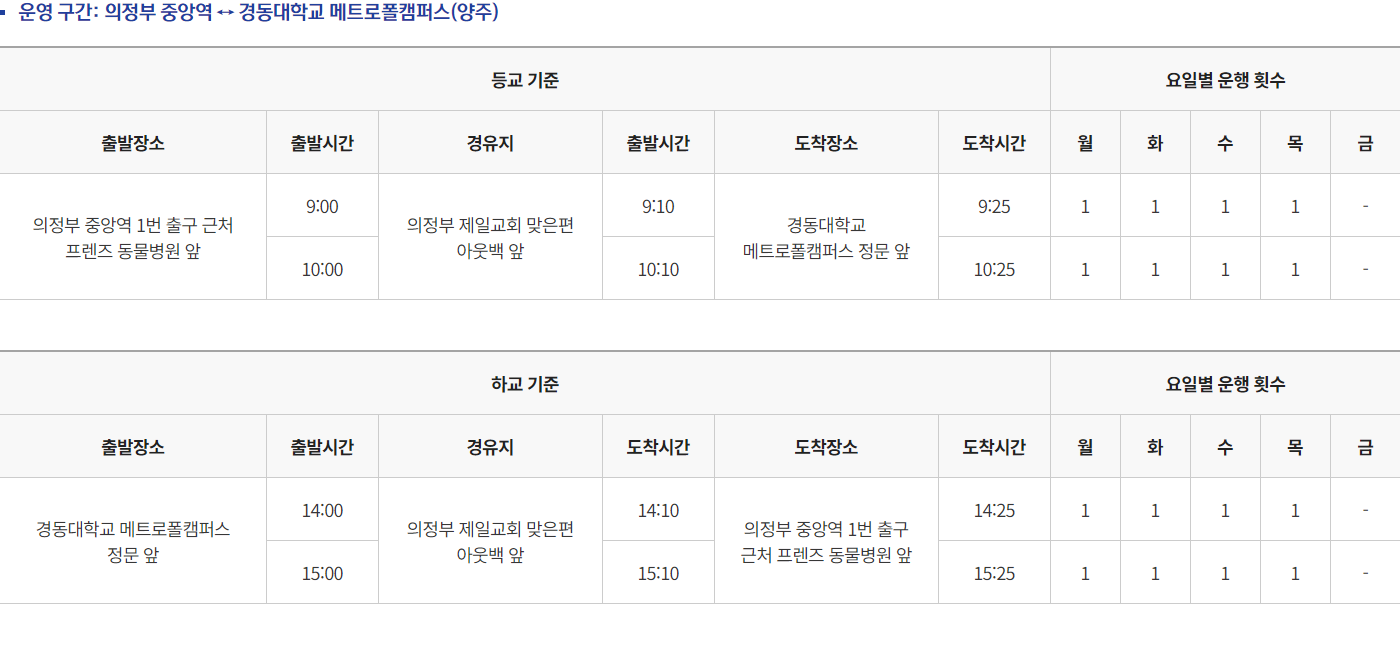 운영 구간: 의정부 중앙역 ↔ 경동대학교 메트로폴캠퍼스(양주)
등교 기준 요일별 운행 횟수
출발장소 출발시간 경유지 출발시간 도착장소 도착시간 월 화 수 목 금
의정부 중앙역 1번 출구 근처
프렌즈 동물병원 앞
9:00
의정부 제일교회 맞은편
아웃백 앞
9:10
경동대학교
메트로폴캠퍼스 정문 앞
9:25 1 1 1 1 -
10:00 10:10 10:25 1 1 1 1 -
하교 기준 요일별 운행 횟수
출발장소 출발시간 경유지 도착시간 도착장소 도착시간 월 화 수 목 금
경동대학교 메트로폴캠퍼스
정문 앞
14:00
의정부 제일교회 맞은편
아웃백 앞
14:10
의정부 중앙역 1번 출구
근처 프렌즈 동물병원 앞
14:25 1 1 1 1 -
15:00 15:10 15:25 1 1 1 1 -